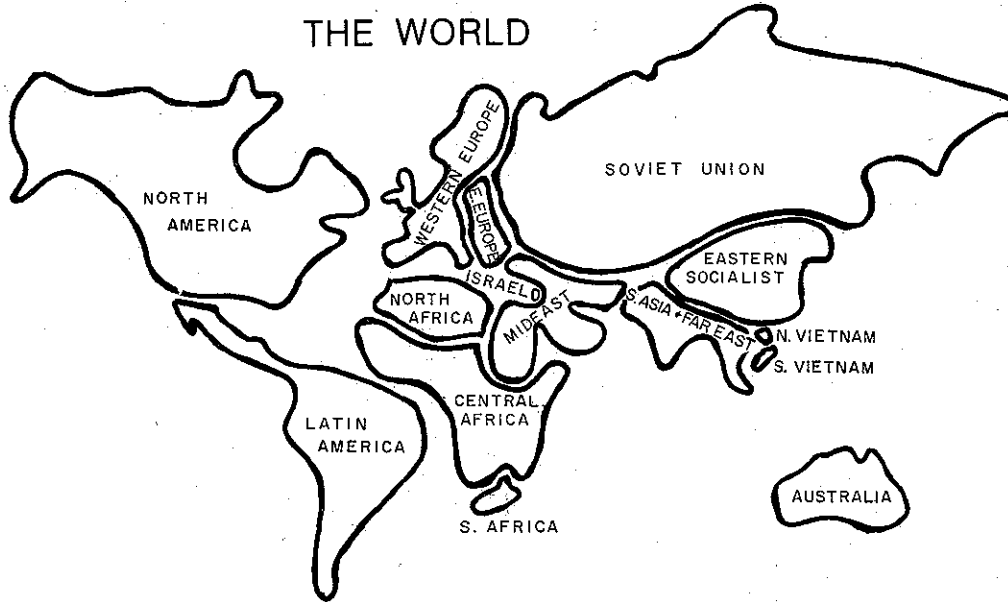 THE WORLD
NORTH
AMERICA
WESTERN EUROPE
E. EUROPE
SOVIET UNION
EASTERN
SOCIALIST
ISRAEL
NORTH
AFRICA
MIDEAST
S. ASIA + FAR EAST
N. VIETNAM
S. VIETNAM
CENTRAL
AFRICA
LATIN
AMERICA
AUSTRALIA
S. AFRICA